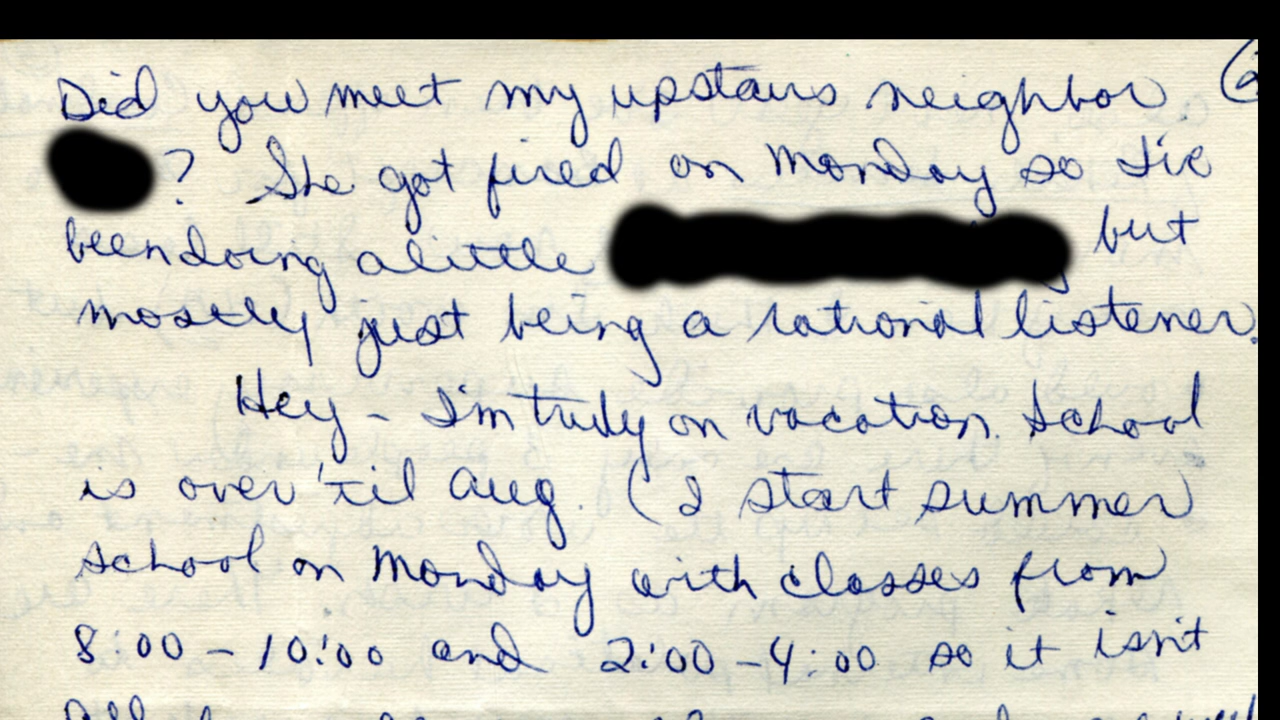 Did you meet my upstairs neighbor
? She got fired on Monday so I've
been doing a little but
mostly just being a rational listener.
Hey - I'm truly on vacation. School
is over 'til Aug. (I start summer
school on Monday with classes from
8:00 - 10:00 and 2:00 - 4:00 so it isn't